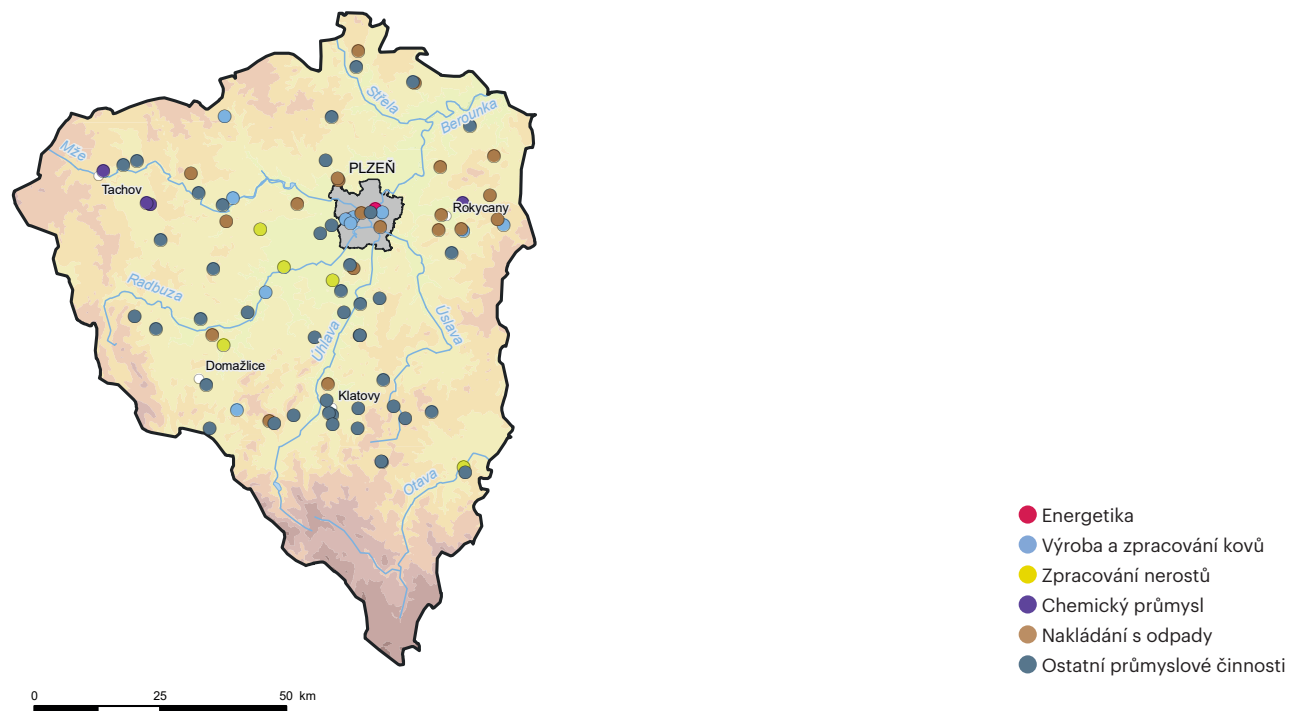 Střela
Berounka
Mže
PLZEŇ
Tachov
Rokycany
Radbuza
Úslava
Úhlava
Domažlice
Klatovy
Otava
Energetika
Výroba a zpracování kovů
Zpracování nerostů
Chemický průmysl
Nakládání s odpady
Ostatní průmyslové činnosti
0 25 50 km